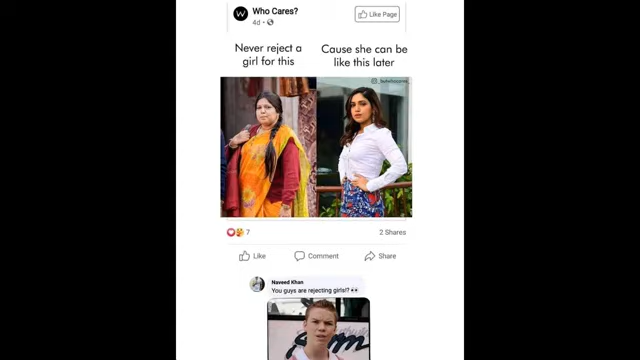 Who Cares?
4d
Like Page
Never reject a
girl for this
Cause she can be
like this later
7
2 Shares
Like
Comment
Share
Naveed Khan
You guys are rejecting girls!? 👀